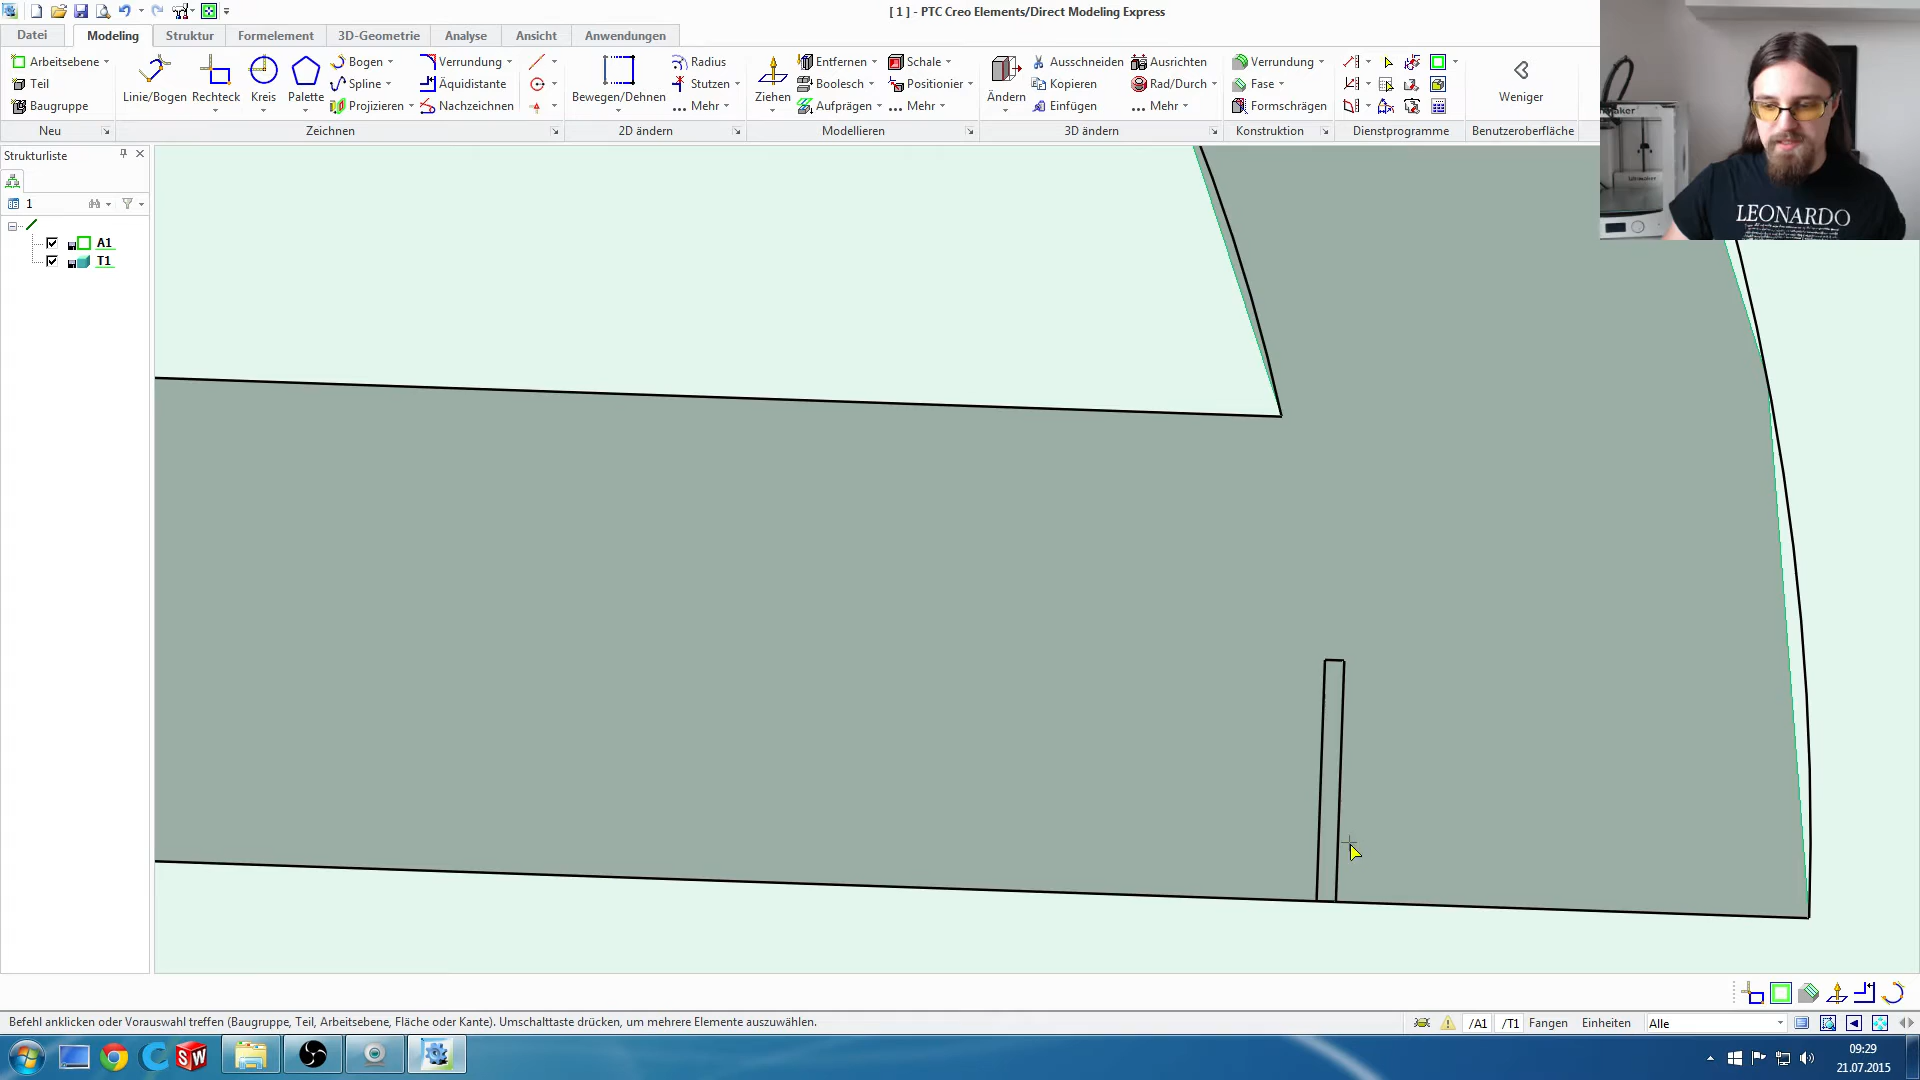 [ 1 ] - PTC Creo Elements/Direct Modeling Express
Datei
Modeling
Struktur
Formelement
3D-Geometrie
Analyse
Ansicht
Anwendungen
Arbeitsebene
Teil
Baugruppe
Neu
Linie/Bogen
Rechteck
Kreis
Palette
Bogen
Spline
Projizieren
Verrundung
Äquidistante
Nachzeichnen
Zeichnen
Bewegen/Dehnen
Radius
Stutzen
Mehr
2D ändern
Ziehen
Entfernen
Boolesch
Aufprägen
Schale
Positionier
Mehr
Modellieren
Ändern
Ausschneiden
Kopieren
Einfügen
Ausrichten
Rad/Durch
Mehr
3D ändern
Verrundung
Fase
Formschrägen
Konstruktion
Dienstprogramme
Weniger
Benutzeroberfläche
Strukturliste
1
A1
T1
LEONARDO
Ultimaker
Befehl anklicken oder Vorauswahl treffen (Baugruppe, Teil, Arbeitsebene, Fläche oder Kante). Umschalttaste drücken, um mehrere Elemente auszuwählen.
/A1
/T1
Fangen
Einheiten
Alle
SW
09:29
21.07.2015